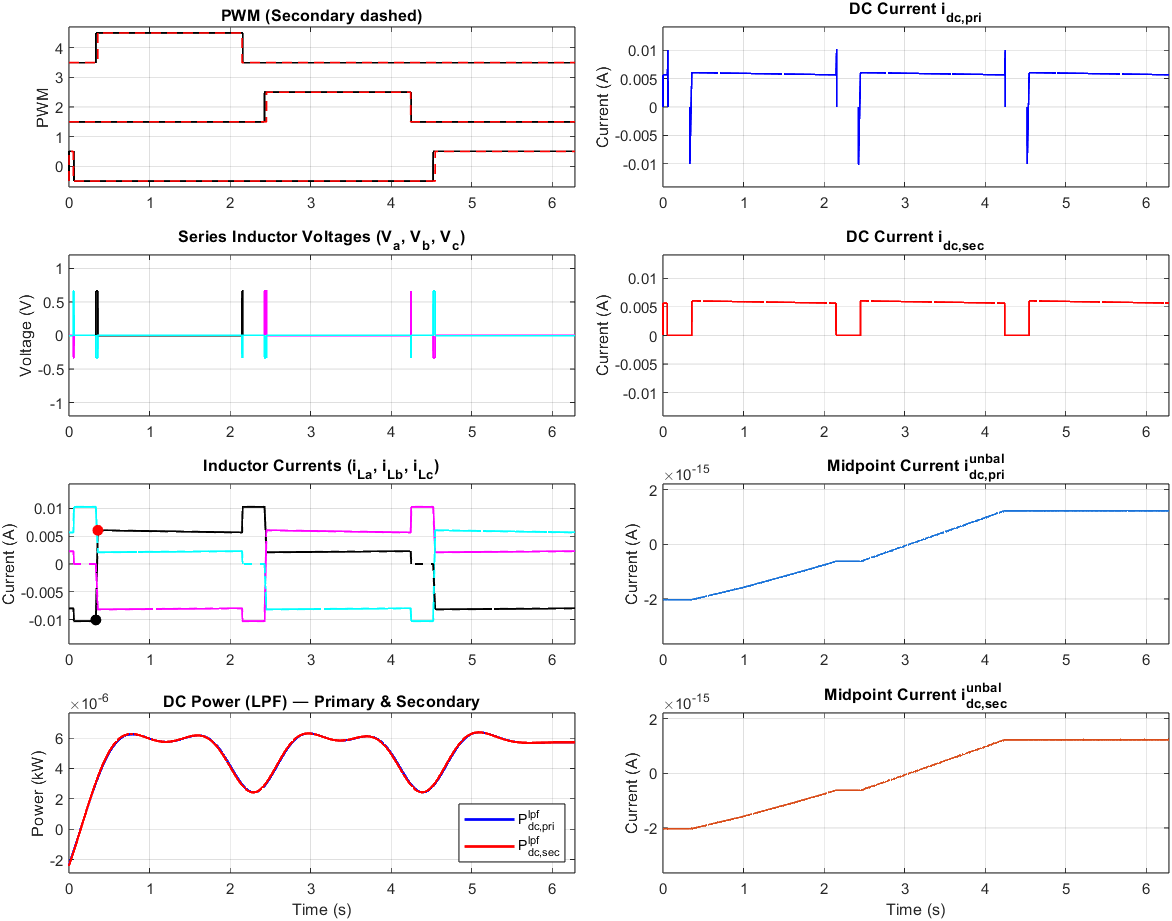 PWM (Secondary dashed)
PWM
4
3
2
1
0
0 1 2 3 4 5 6
DC Current i_dc,pri
Current (A)
0.01
0.005
0
-0.005
-0.01
0 1 2 3 4 5 6
Series Inductor Voltages (V_a, V_b, V_c)
Voltage (V)
1
0.5
0
-0.5
-1
0 1 2 3 4 5 6
DC Current i_dc,sec
Current (A)
0.01
0.005
0
-0.005
-0.01
0 1 2 3 4 5 6
Inductor Currents (i_La, i_Lb, i_Lc)
Current (A)
0.01
0.005
0
-0.005
-0.01
0 1 2 3 4 5 6
Midpoint Current i_dc,pri^unbal
×10^-15
Current (A)
2
0
-2
0 1 2 3 4 5 6
DC Power (LPF) — Primary & Secondary
×10^-6
Power (kW)
6
4
2
0
-2
P_dc,pri^lpf
P_dc,sec^lpf
0 1 2 3 4 5 6
Time (s)
Midpoint Current i_dc,sec^unbal
×10^-15
Current (A)
2
0
-2
0 1 2 3 4 5 6
Time (s)